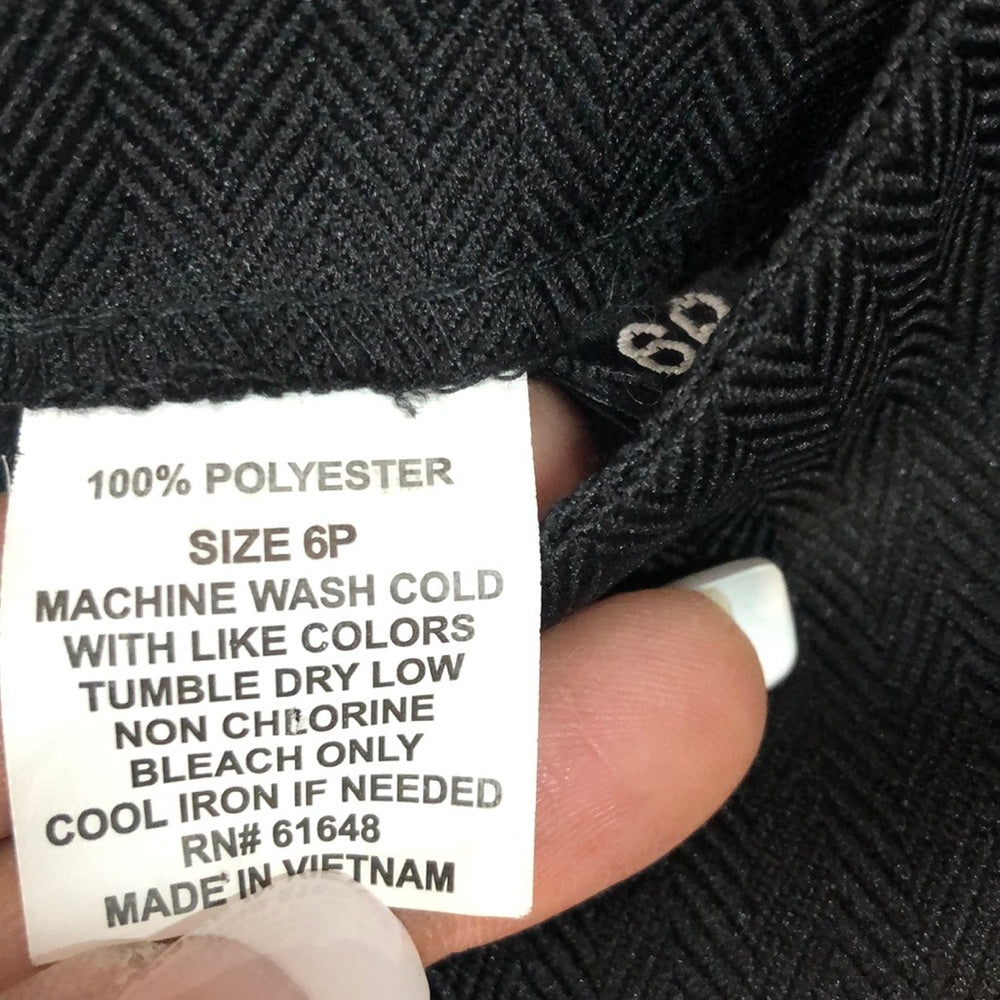 6P
100% POLYESTER
SIZE 6P
MACHINE WASH COLD
WITH LIKE COLORS
TUMBLE DRY LOW
NON CHLORINE
BLEACH ONLY
COOL IRON IF NEEDED
RN# 61648
MADE IN VIETNAM